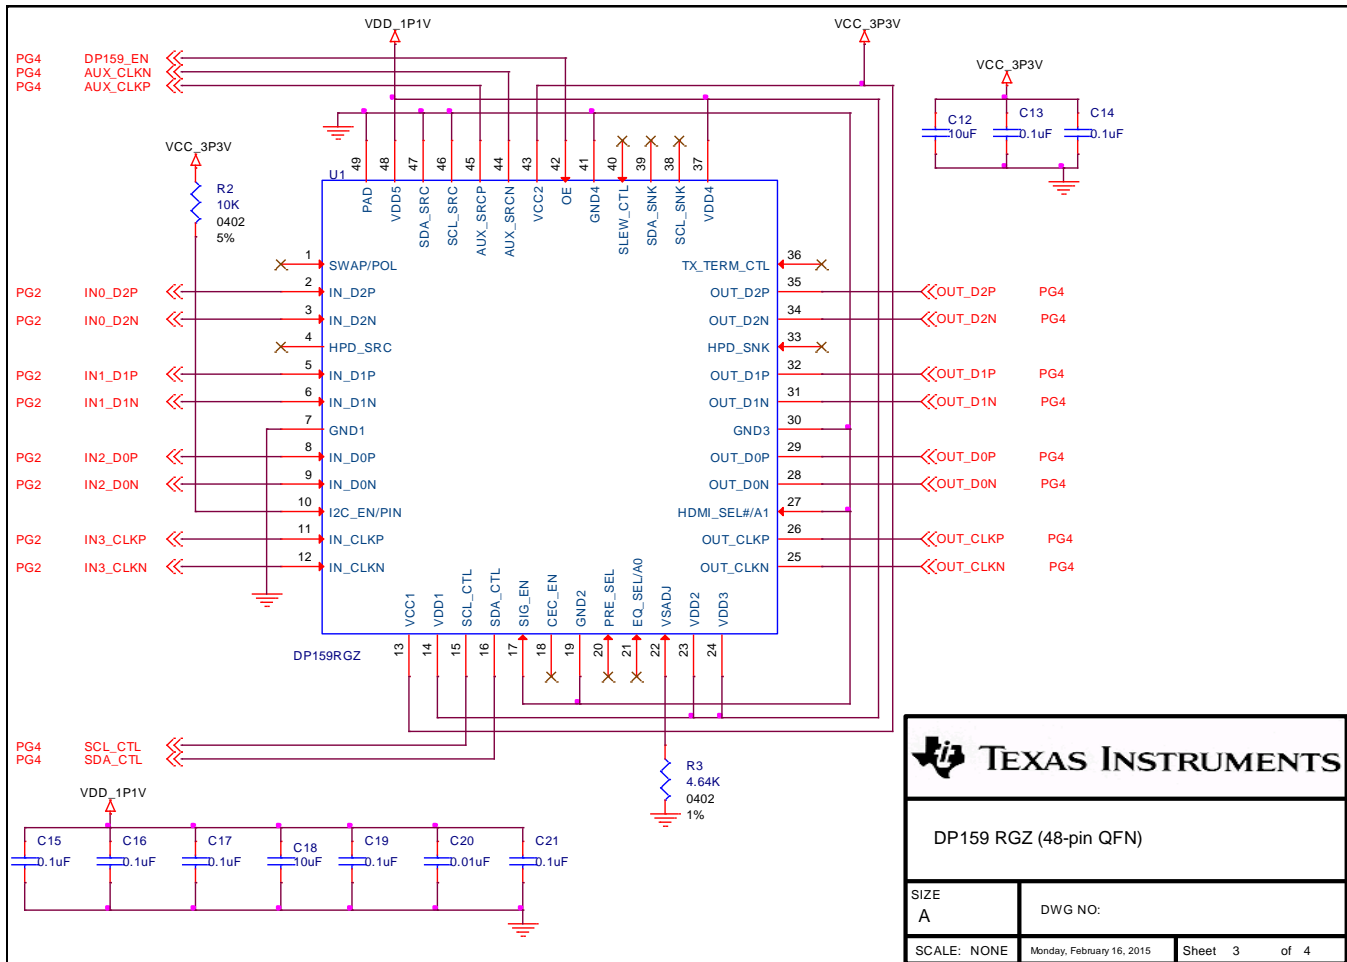 VDD_1P1V
VCC_3P3V
PG4 DP159_EN
PG4 AUX_CLKN
PG4 AUX_CLKP
VCC_3P3V
C12
10uF
C13
0.1uF
C14
0.1uF
VCC_3P3V
R2
10K
0402
5%
U1
49 48 47 46 45 44 43 42 41 40 39 38 37
PAD VDD5 SDA_SRC SCL_SRC AUX_SRCP AUX_SRCN VCC2 OE GND4 SLEW_CTL SDA_SNK SCL_SNK VDD4
1 SWAP/POL TX_TERM_CTL 36
PG2 IN0_D2P 2 IN_D2P OUT_D2P 35 OUT_D2P PG4
PG2 IN0_D2N 3 IN_D2N OUT_D2N 34 OUT_D2N PG4
4 HPD_SRC HPD_SNK 33
PG2 IN1_D1P 5 IN_D1P OUT_D1P 32 OUT_D1P PG4
PG2 IN1_D1N 6 IN_D1N OUT_D1N 31 OUT_D1N PG4
7 GND1 GND3 30
PG2 IN2_D0P 8 IN_D0P OUT_D0P 29 OUT_D0P PG4
PG2 IN2_D0N 9 IN_D0N OUT_D0N 28 OUT_D0N PG4
10 I2C_EN/PIN HDMI_SEL#/A1 27
PG2 IN3_CLKP 11 IN_CLKP OUT_CLKP 26 OUT_CLKP PG4
PG2 IN3_CLKN 12 IN_CLKN OUT_CLKN 25 OUT_CLKN PG4
VCC1 VDD1 SCL_CTL SDA_CTL SIG_EN CEC_EN GND2 PRE_SEL EQ_SEL/A0 VSADJ VDD2 VDD3
13 14 15 16 17 18 19 20 21 22 23 24
DP159RGZ
PG4 SCL_CTL
PG4 SDA_CTL
R3
4.64K
0402
1%
VDD_1P1V
C15
0.1uF
C16
0.1uF
C17
0.1uF
C18
10uF
C19
0.1uF
C20
0.01uF
C21
0.1uF
TEXAS INSTRUMENTS
DP159 RGZ (48-pin QFN)
SIZE
A
DWG NO:
SCALE: NONE
Monday, February 16, 2015
Sheet 3 of 4